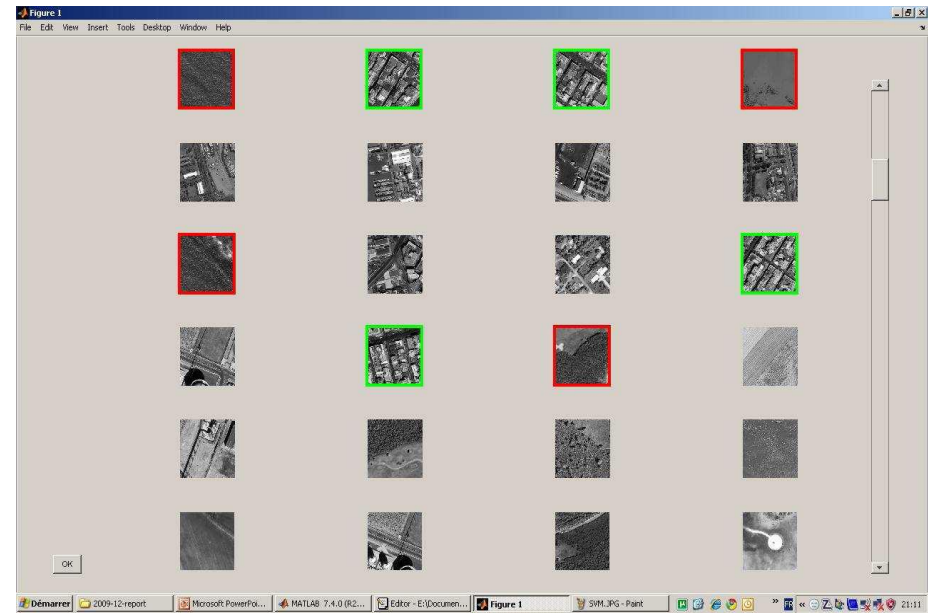 Figure 1
File Edit View Insert Tools Desktop Window Help
OK
Démarrer 2009-12-report Microsoft PowerPoi... MATLAB 7.4.0 (R2... Editor - E:\Documen... Figure 1 SVM.JPG - Paint » FR « 21:11